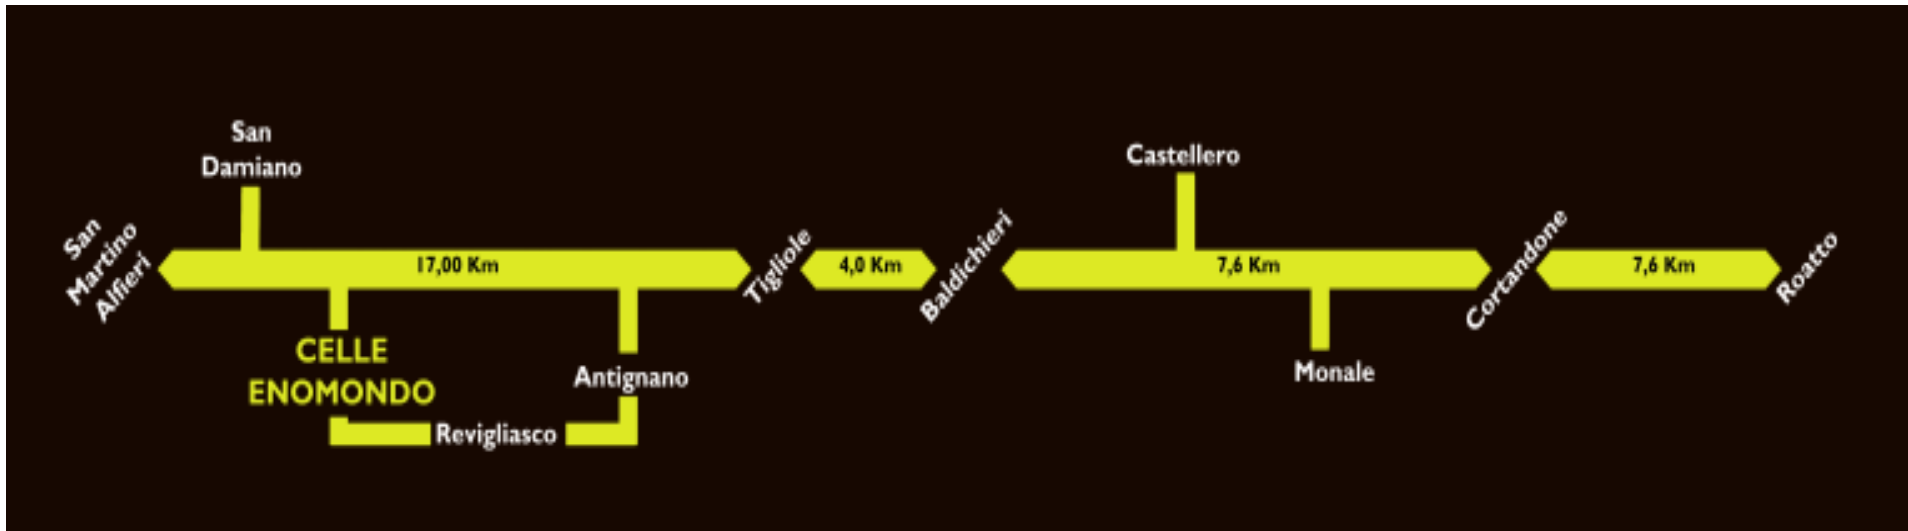 San
Damiano
Castellero
San
Martino
Alfieri
17,00 Km
Tigliole
4,0 Km
Baldichieri
7,6 Km
Cortandone
7,6 Km
Roatto
CELLE
ENOMONDO
Antignano
Monale
Revigliasco